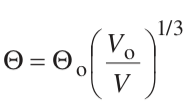 Θ = Θ₀(V₀/V)^1/3